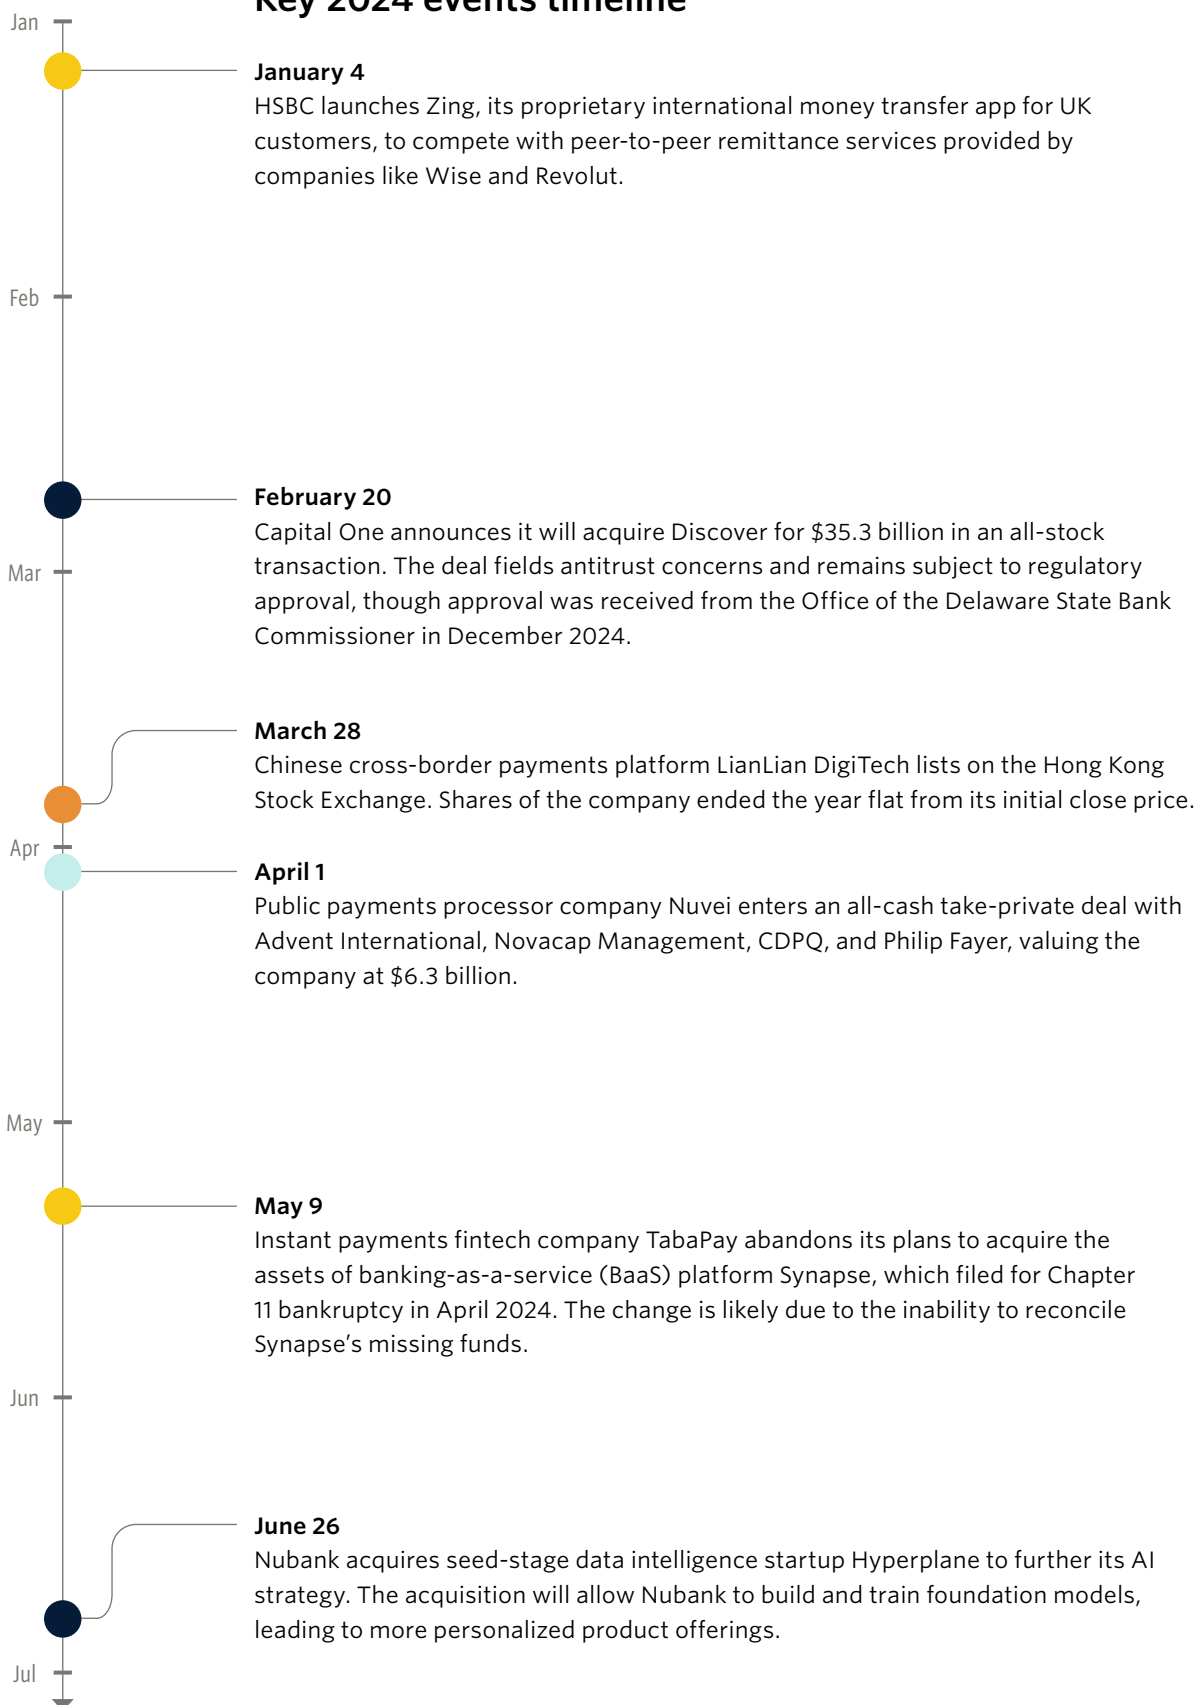 Key 2024 events timeline
Jan
January 4
HSBC launches Zing, its proprietary international money transfer app for UK
customers, to compete with peer-to-peer remittance services provided by
companies like Wise and Revolut.
Feb
February 20
Capital One announces it will acquire Discover for $35.3 billion in an all-stock
transaction. The deal fields antitrust concerns and remains subject to regulatory
approval, though approval was received from the Office of the Delaware State Bank
Commissioner in December 2024.
Mar
March 28
Chinese cross-border payments platform LianLian DigiTech lists on the Hong Kong
Stock Exchange. Shares of the company ended the year flat from its initial close price.
Apr
April 1
Public payments processor company Nuvei enters an all-cash take-private deal with
Advent International, Novacap Management, CDPQ, and Philip Fayer, valuing the
company at $6.3 billion.
May
May 9
Instant payments fintech company TabaPay abandons its plans to acquire the
assets of banking-as-a-service (BaaS) platform Synapse, which filed for Chapter
11 bankruptcy in April 2024. The change is likely due to the inability to reconcile
Synapse’s missing funds.
Jun
June 26
Nubank acquires seed-stage data intelligence startup Hyperplane to further its AI
strategy. The acquisition will allow Nubank to build and train foundation models,
leading to more personalized product offerings.
Jul